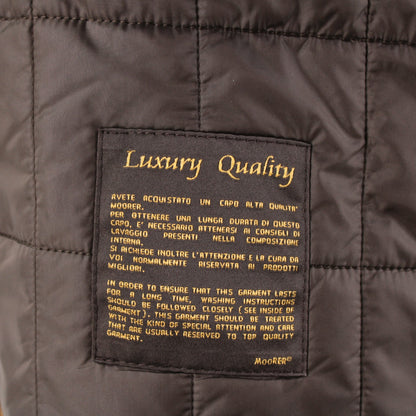 Luxury Quality
AVETE ACQUISTATO UN CAPO ALTA QUALITA'
MOORER.
PER OTTENERE UNA LUNGA DURATA DI QUESTO
CAPO, E' NECESSARIO ATTENERSI AI CONSIGLI DI
LAVAGGIO PRESENTI NELLA COMPOSIZIONE
INTERNA.
SI RICHIEDE INOLTRE L'ATTENZIONE E LA CURA DA
VOI NORMALMENTE RISERVATA AI PRODOTTI
MIGLIORI.
IN ORDER TO ENSURE THAT THIS GARMENT LASTS
FOR A LONG TIME, WASHING INSTRUCTIONS
SHOULD BE FOLLOWED CLOSELY (SEE INSIDE OF
GARMENT). THIS GARMENT SHOULD BE TREATED
WITH THE KIND OF SPECIAL ATTENTION AND CARE
THAT ARE USUALLY RESERVED TO TOP QUALITY
GARMENT.
MOORER©